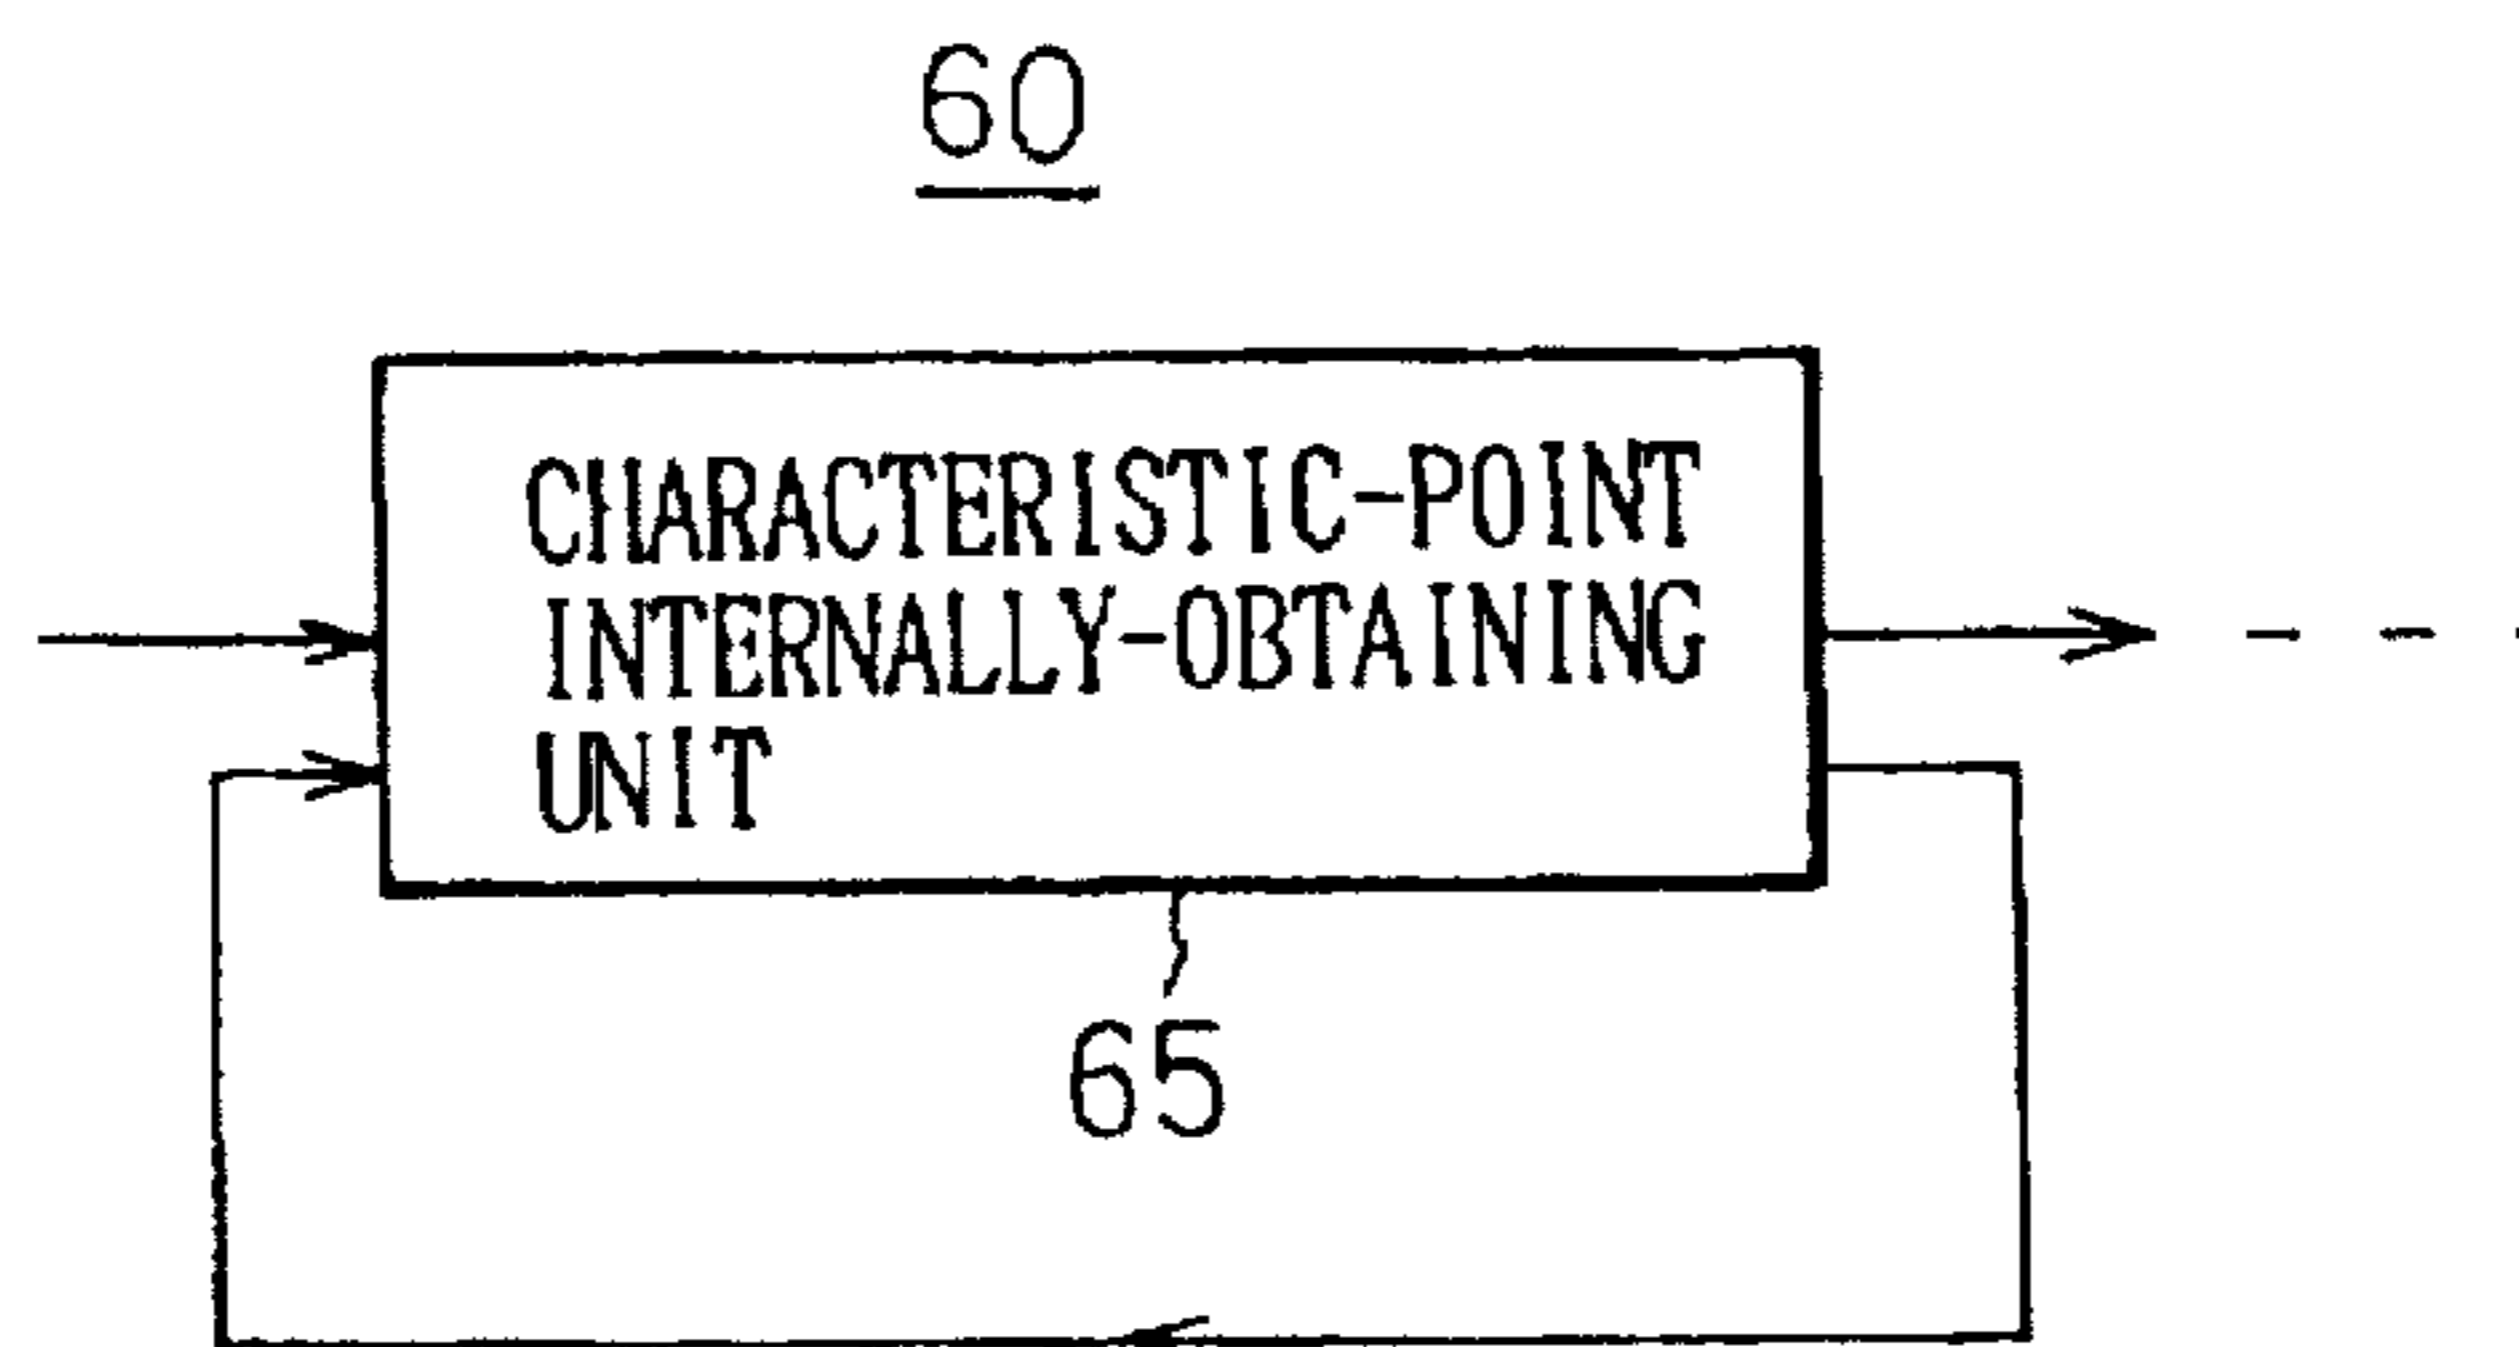 60
CHARACTERISTIC-POINT
INTERNALLY-OBTAINING
UNIT
65